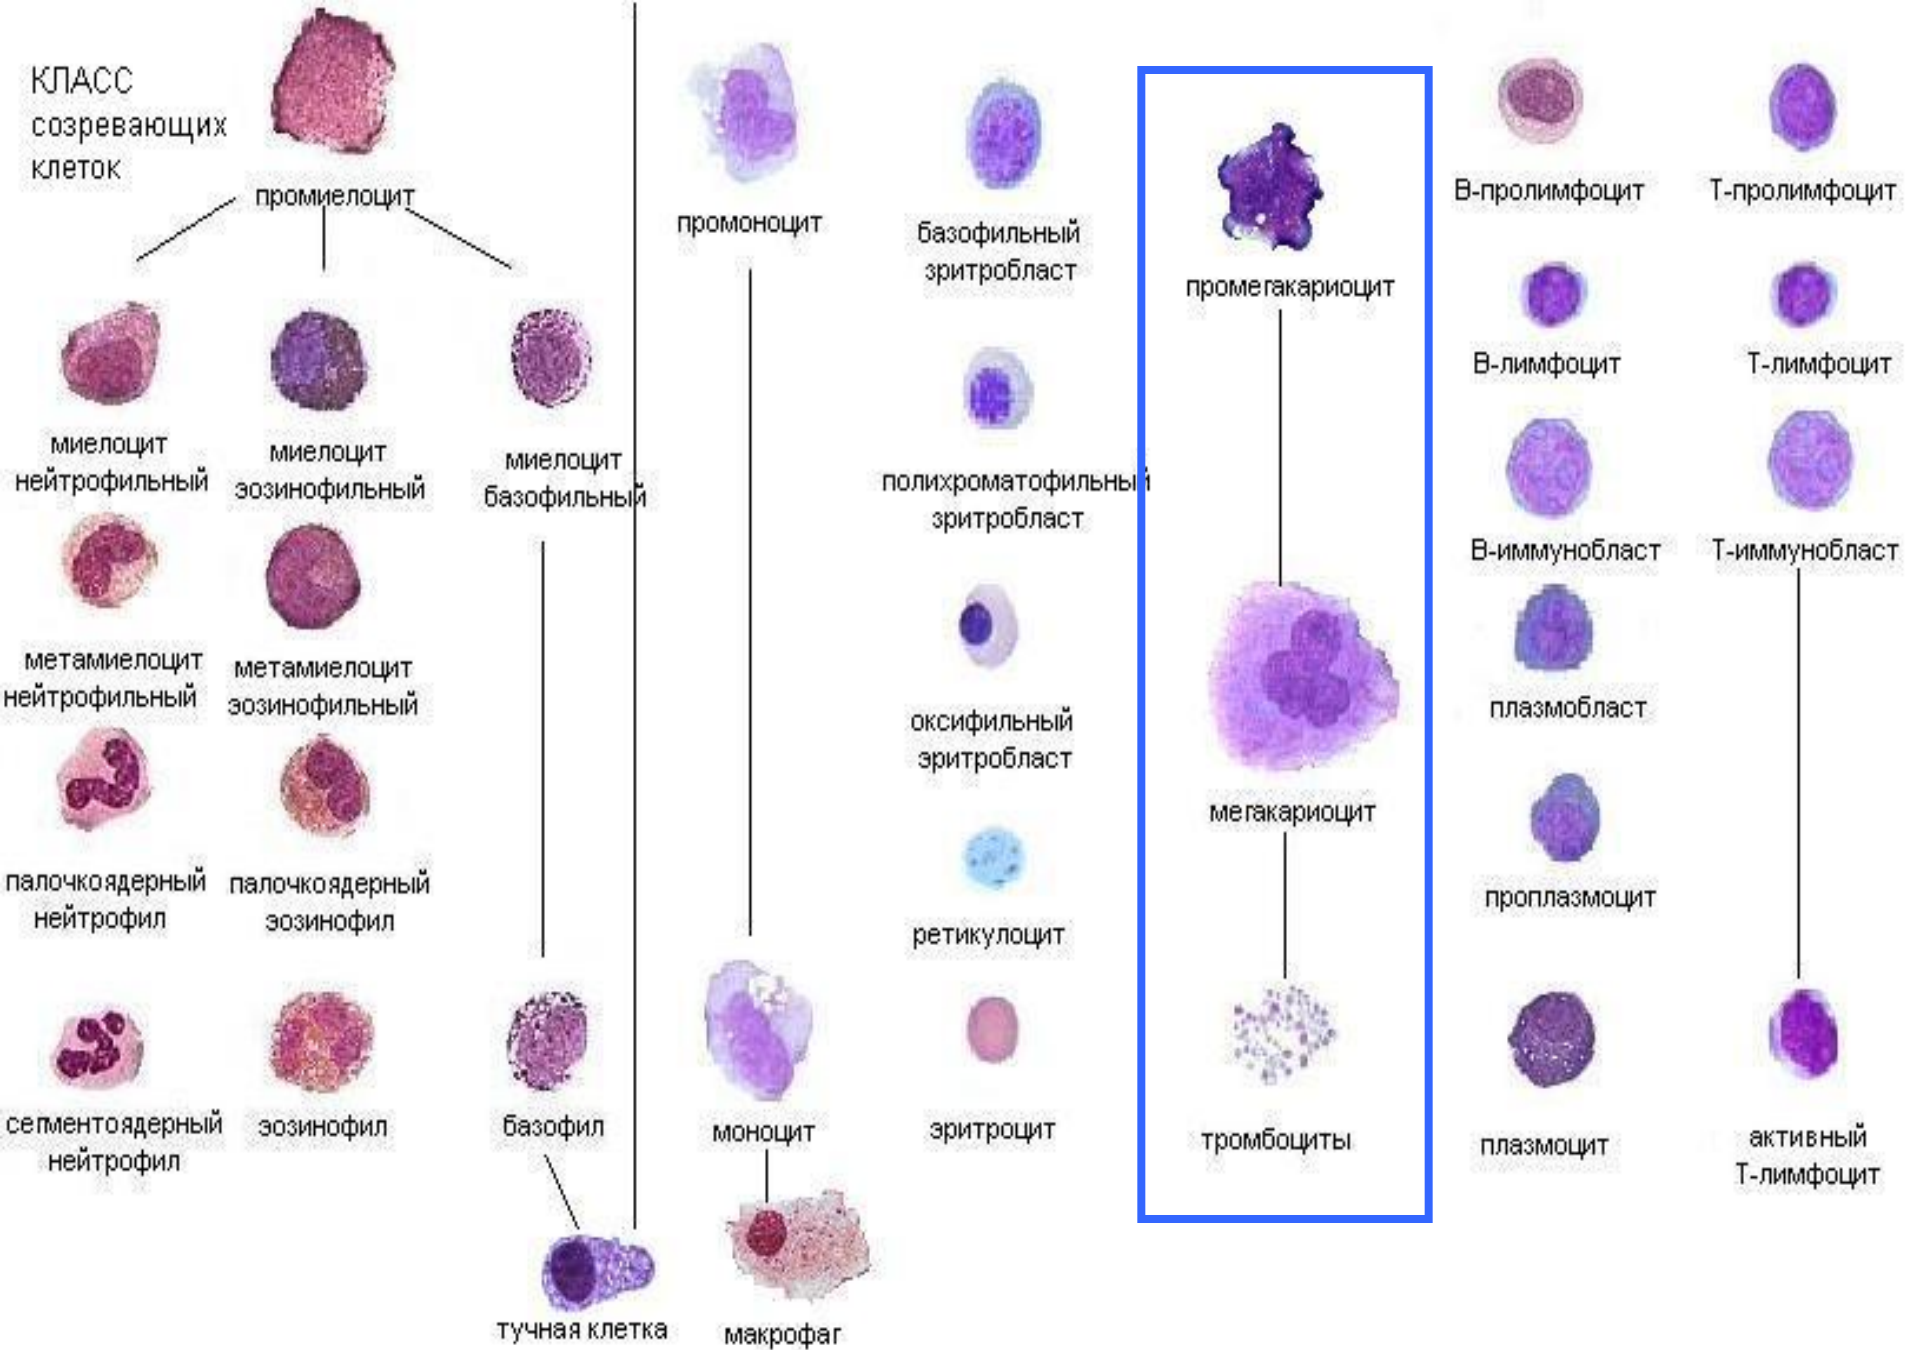 КЛАСС
созревающих
клеток
промиелоцит
миелоцит
нейтрофильный
миелоцит
эозинофильный
миелоцит
базофильный
метамиелоцит
нейтрофильный
метамиелоцит
эозинофильный
палочкоядерный
нейтрофил
палочкоядерный
эозинофил
сегментоядерный
нейтрофил
эозинофил
базофил
тучная клетка
промоноцит
моноцит
макрофаг
базофильный
зритробласт
полихроматофильный
зритробласт
оксифильный
эритробласт
ретикулоцит
эритроцит
промегакариоцит
мегакариоцит
тромбоциты
В-пролимфоцит
В-лимфоцит
В-иммунобласт
плазмобласт
проплазмоцит
плазмоцит
Т-пролимфоцит
Т-лимфоцит
Т-иммунобласт
активный
Т-лимфоцит